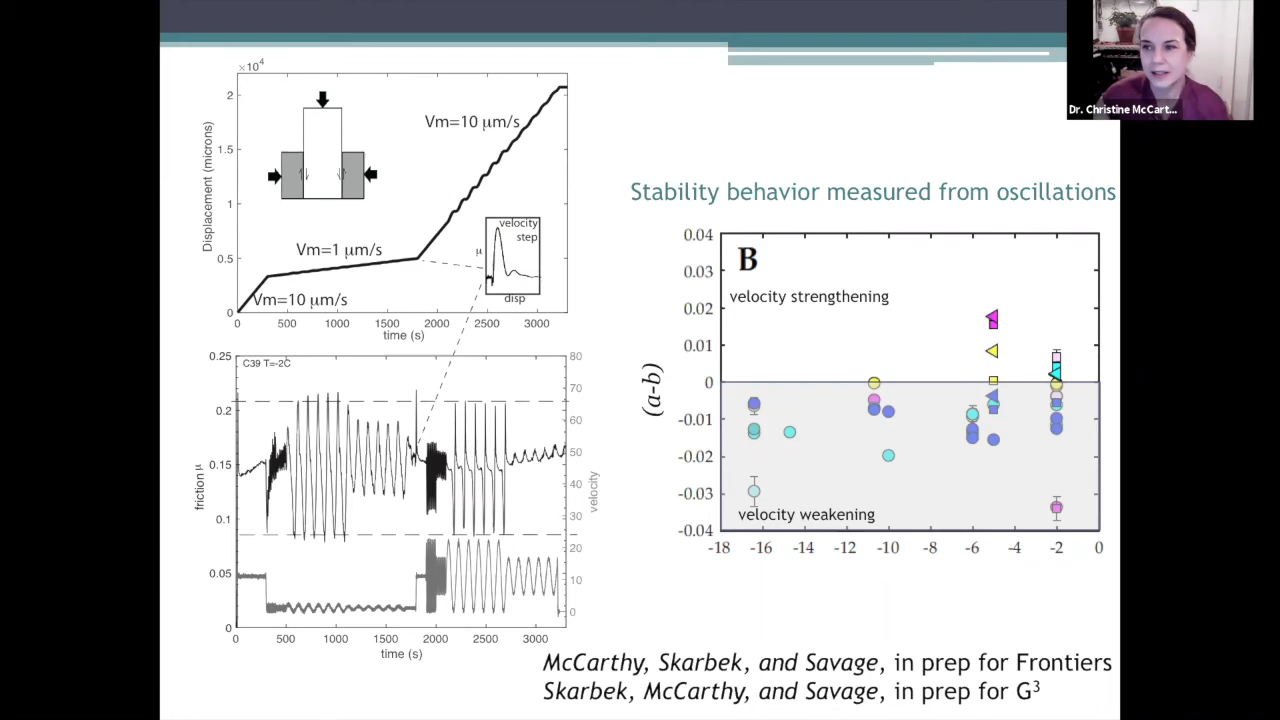 Dr. Christine McCart...
×10⁴
Displacement (microns)
2
1.5
1
0.5
0
Vm=10 μm/s
Vm=1 μm/s
Vm=10 μm/s
velocity
step
μ
disp
500
1000
1500
2000
2500
3000
time (s)
C39 T=-2C
friction μ
0.25
0.2
0.15
0.1
0.05
0
80
70
60
50
40
30
20
10
0
velocity
0
500
1000
1500
2000
2500
3000
time (s)
Stability behavior measured from oscillations
B
velocity strengthening
velocity weakening
(a-b)
0.04
0.03
0.02
0.01
0
-0.01
-0.02
-0.03
-0.04
-18
-16
-14
-12
-10
-8
-6
-4
-2
0
McCarthy, Skarbek, and Savage, in prep for Frontiers
Skarbek, McCarthy, and Savage, in prep for G³